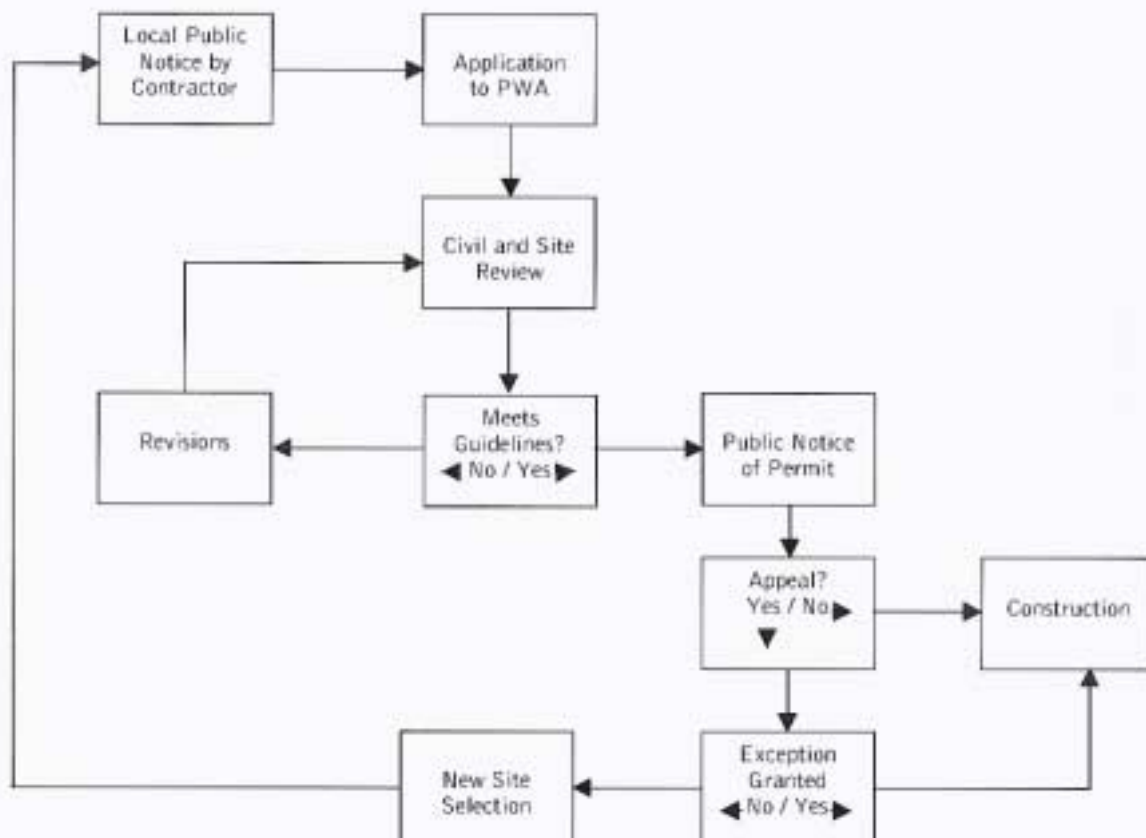 Local Public
Notice by
Contractor
Application
to PWA
Civil and Site
Review
Revisions
Meets
Guidelines?
No / Yes
Public Notice
of Permit
Appeal?
Yes / No
Construction
New Site
Selection
Exception
Granted
No / Yes